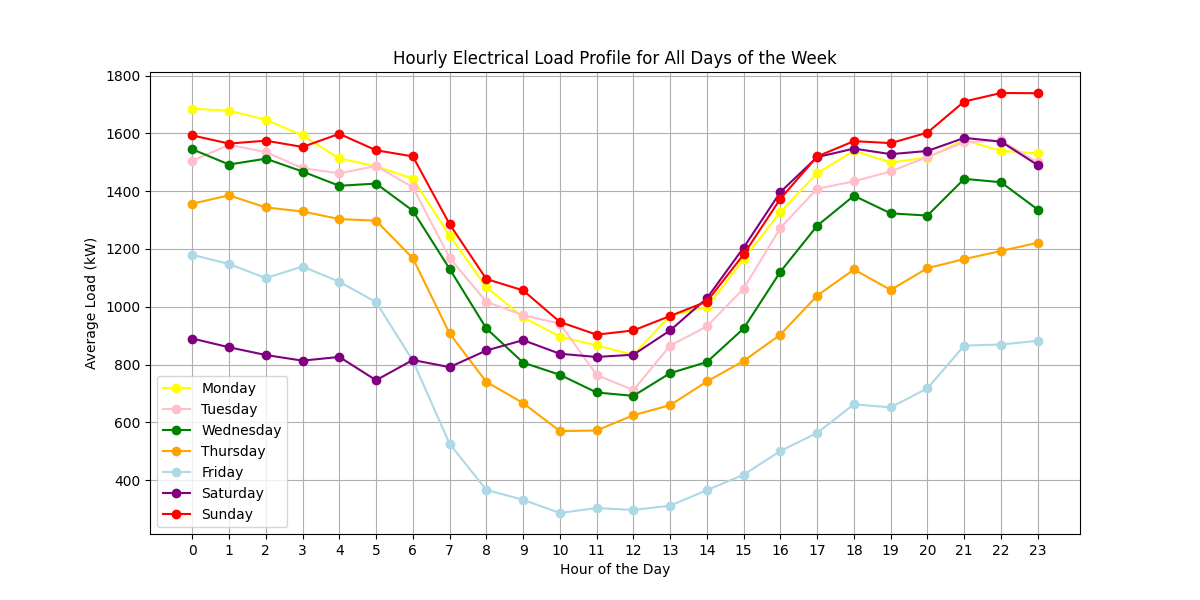 Hourly Electrical Load Profile for All Days of the Week
Average Load (kW)
1800
1600
1400
1200
1000
800
600
400
Monday
Tuesday
Wednesday
Thursday
Friday
Saturday
Sunday
0 1 2 3 4 5 6 7 8 9 10 11 12 13 14 15 16 17 18 19 20 21 22 23
Hour of the Day